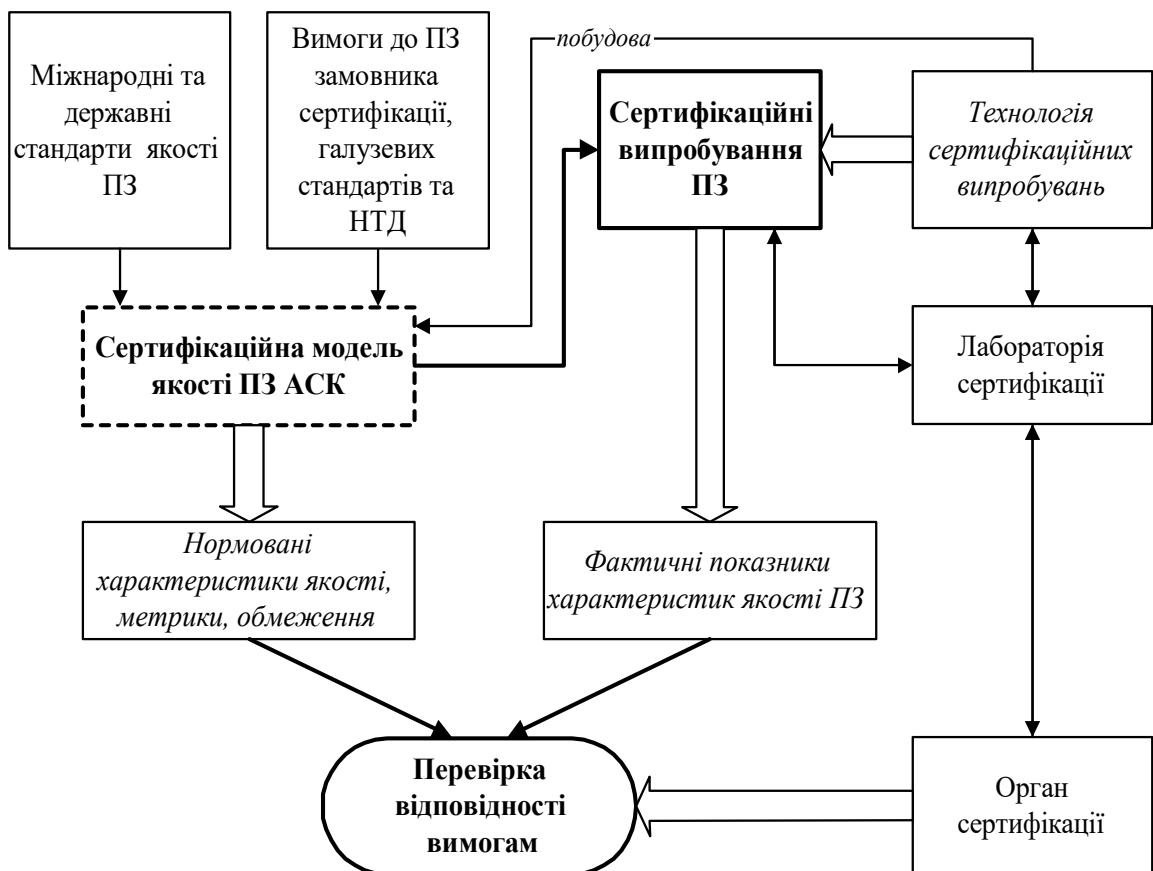 Міжнародні та
державні
стандарти якості
ПЗ
Вимоги до ПЗ
замовника
сертифікації,
галузевих
стандартів та
НТД
побудова
Сертифікаційні
випробування
ПЗ
Технологія
сертифікаційних
випробувань
Сертифікаційна модель
якості ПЗ АСК
Лабораторія
сертифікації
Нормовані
характеристики якості,
метрики, обмеження
Фактичні показники
характеристик якості ПЗ
Перевірка
відповідності
вимогам
Орган
сертифікації